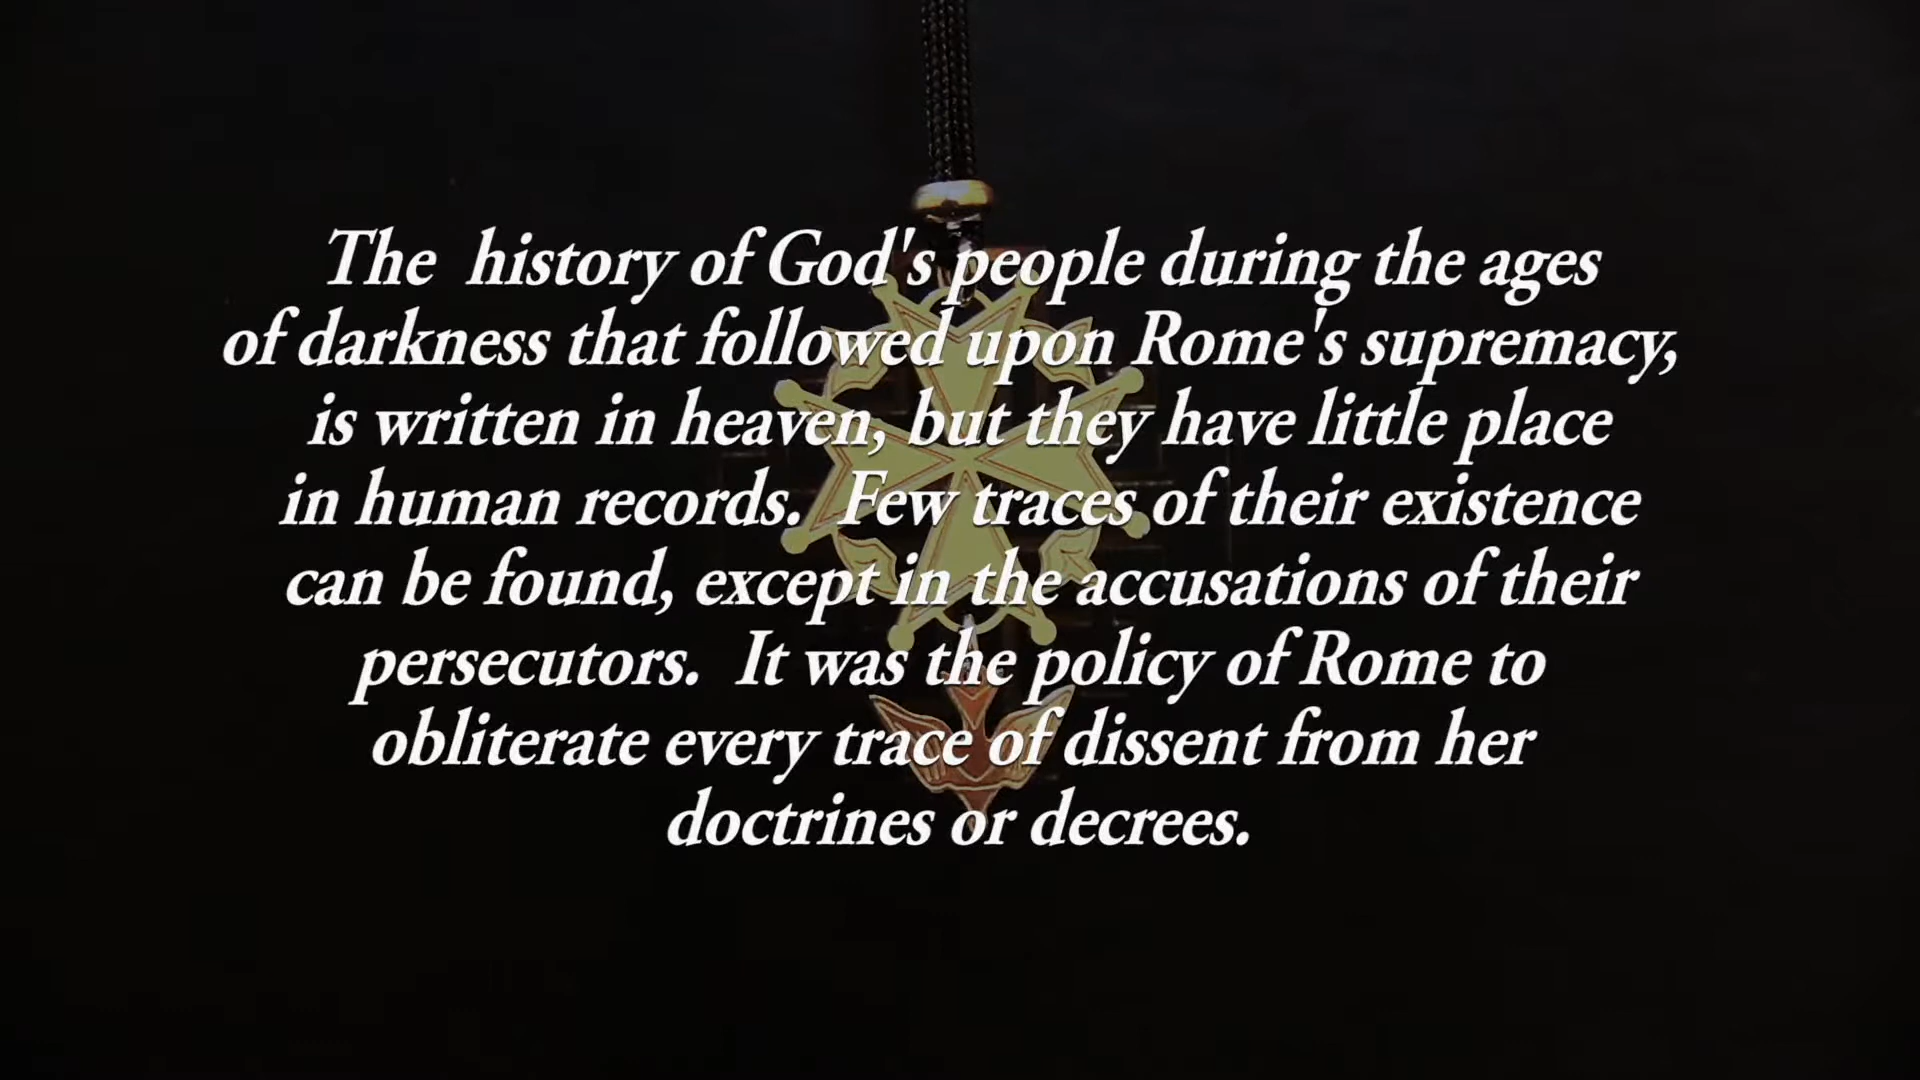 The history of God's people during the ages
of darkness that followed upon Rome's supremacy,
is written in heaven, but they have little place
in human records. Few traces of their existence
can be found, except in the accusations of their
persecutors. It was the policy of Rome to
obliterate every trace of dissent from her
doctrines or decrees.